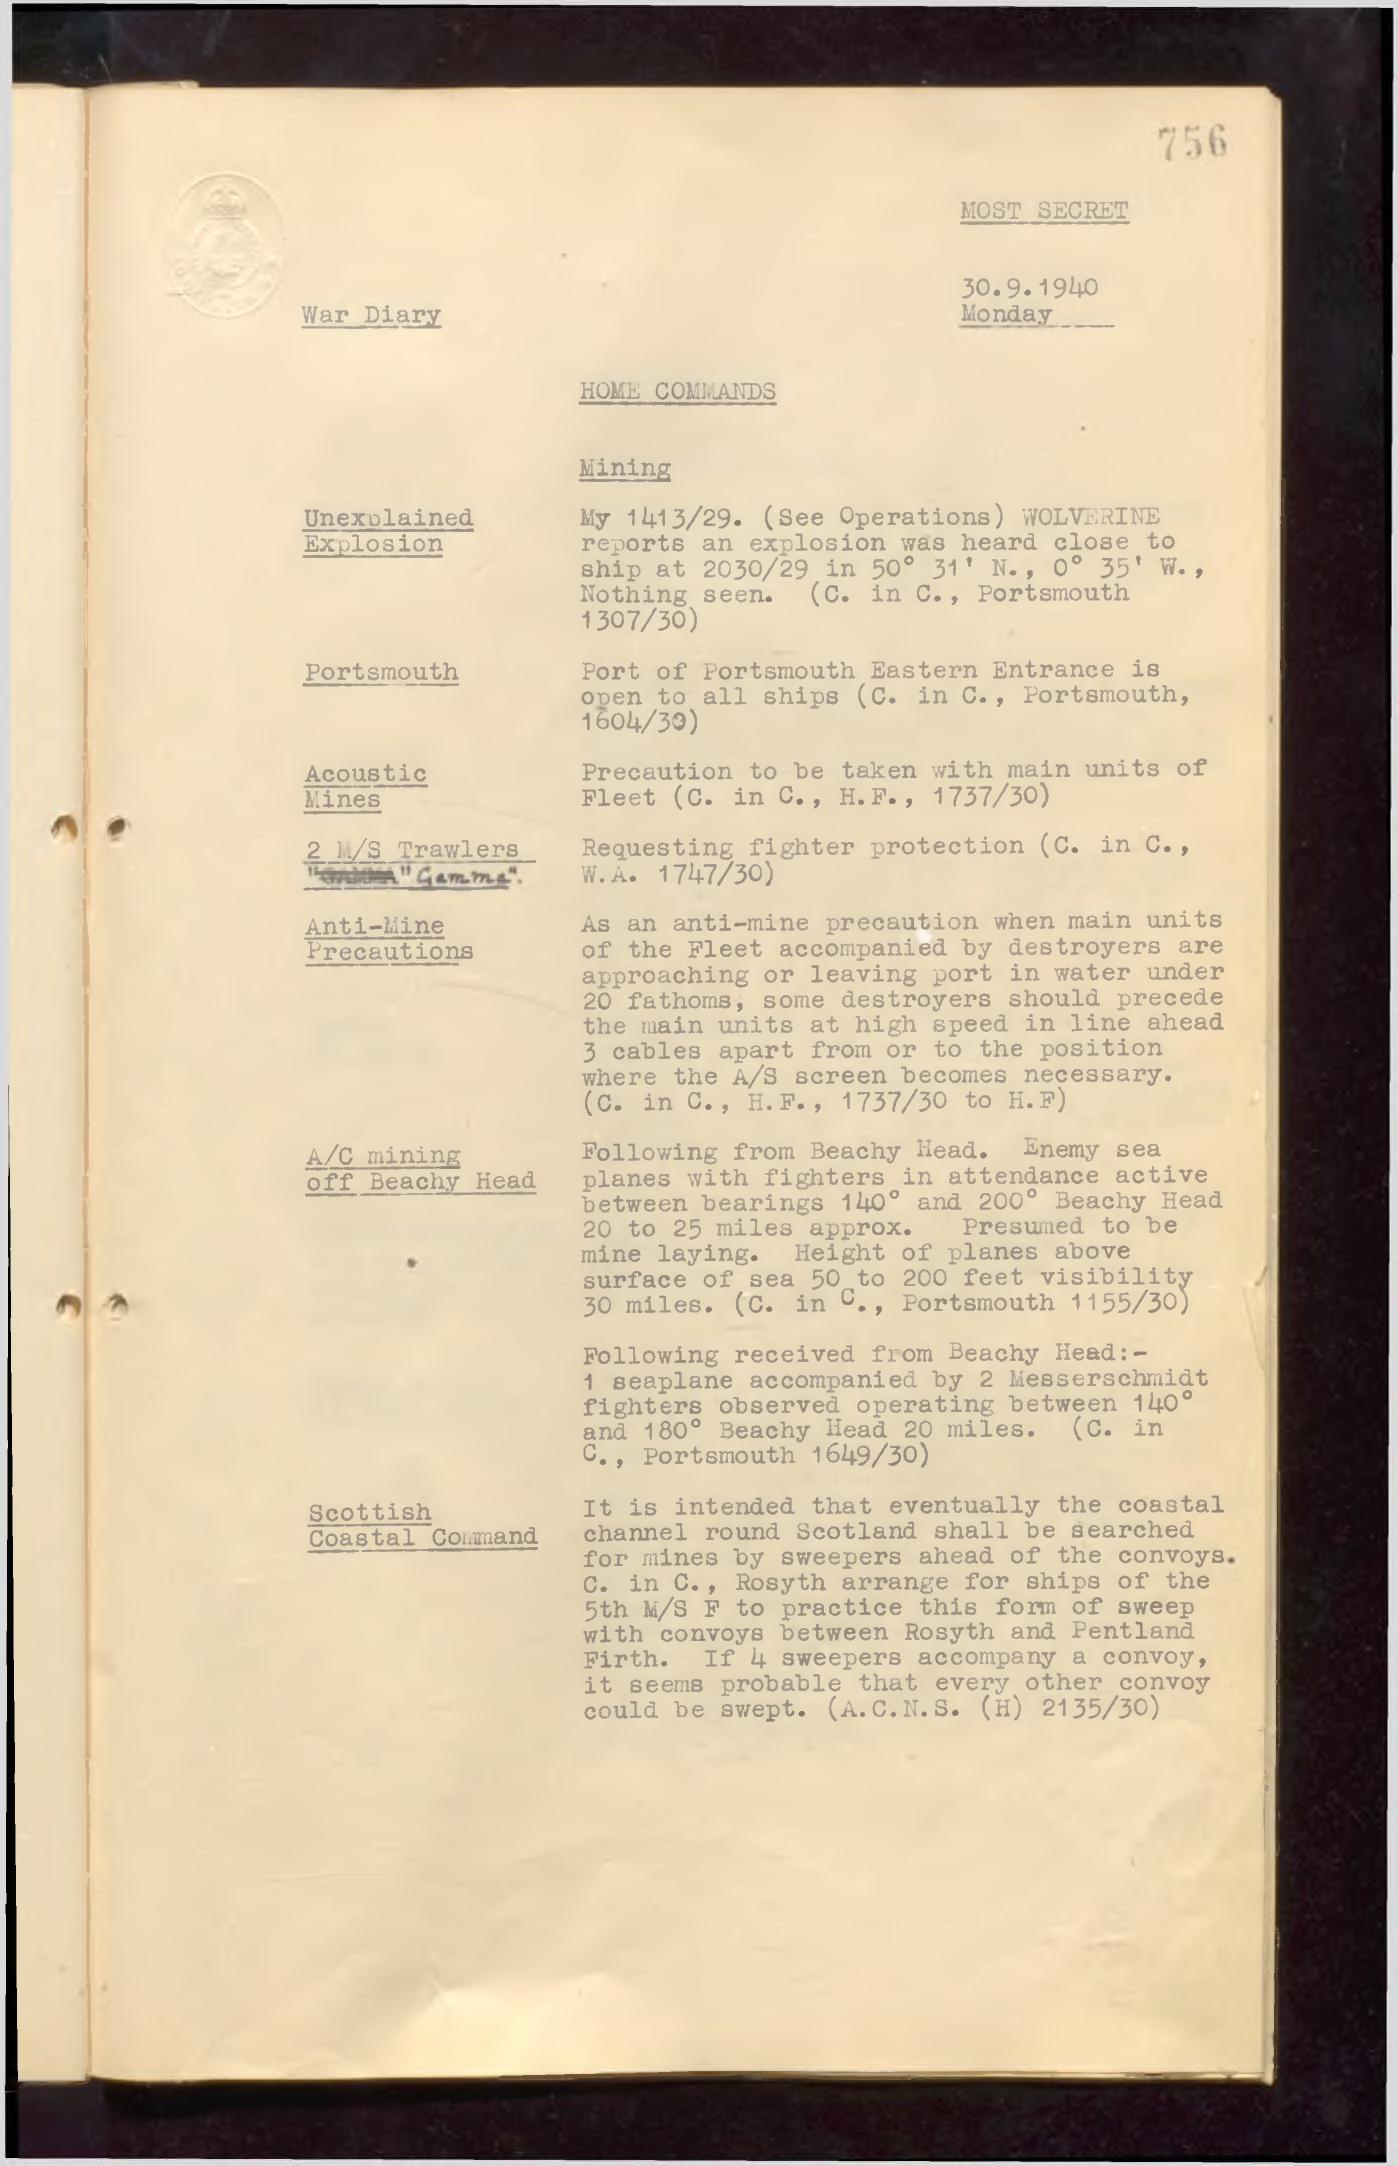 756
MOST SECRET
30.9.1940
War Diary
Monday
HOME COMMANDS
Mining
Unexplained
Explosion
My 1413/29. (See Operations) WOLVERINE
reports an explosion was heard close to
ship at 2030/29 in 50° 31' N., 0° 35' W.,
Nothing seen. (C. in C., Portsmouth
1307/30)
Portsmouth
Port of Portsmouth Eastern Entrance is
open to all ships (C. in C., Portsmouth,
1604/30)
Acoustic
Mines
Precaution to be taken with main units of
Fleet (C. in C., H.F., 1737/30)
2 M/S Trawlers
"Gamma".
Requesting fighter protection (C. in C.,
W.A. 1747/30)
Anti-Mine
Precautions
As an anti-mine precaution when main units
of the Fleet accompanied by destroyers are
approaching or leaving port in water under
20 fathoms, some destroyers should precede
the main units at high speed in line ahead
3 cables apart from or to the position
where the A/S screen becomes necessary.
(C. in C., H.F., 1737/30 to H.F)
A/C mining
off Beachy Head
Following from Beachy Head. Enemy sea
planes with fighters in attendance active
between bearings 140° and 200° Beachy Head
20 to 25 miles approx. Presumed to be
mine laying. Height of planes above
surface of sea 50 to 200 feet visibility
30 miles. (C. in C., Portsmouth 1155/30)
Following received from Beachy Head:-
1 seaplane accompanied by 2 Messerschmidt
fighters observed operating between 140°
and 180° Beachy Head 20 miles. (C. in
C., Portsmouth 1649/30)
Scottish
Coastal Command
It is intended that eventually the coastal
channel round Scotland shall be searched
for mines by sweepers ahead of the convoys.
C. in C., Rosyth arrange for ships of the
5th M/S F to practice this form of sweep
with convoys between Rosyth and Pentland
Firth. If 4 sweepers accompany a convoy,
it seems probable that every other convoy
could be swept. (A.C.N.S. (H) 2135/30)